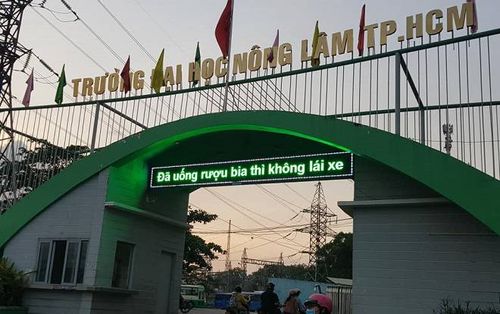 TRƯỜNG ĐẠI HỌC NÔNG LÂM TP.HCM
Đã uống rượu bia thì không lái xe